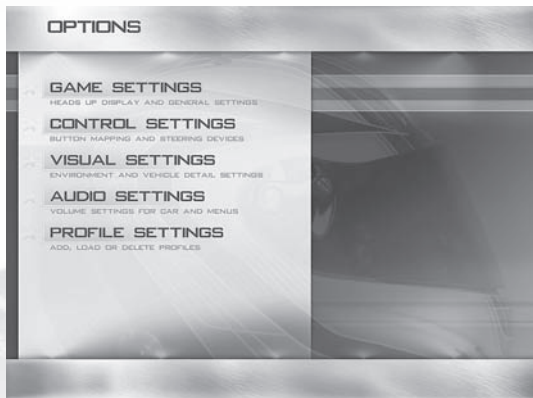 OPTIONS
GAME SETTINGS
HEADS UP DISPLAY AND GENERAL SETTINGS
CONTROL SETTINGS
BUTTON MAPPING AND STEERING DEVICES
VISUAL SETTINGS
ENVIRONMENT AND VEHICLE DETAIL SETTINGS
AUDIO SETTINGS
VOLUME SETTINGS FOR CAR AND MENUS
PROFILE SETTINGS
ADD, LOAD OR DELETE PROFILES